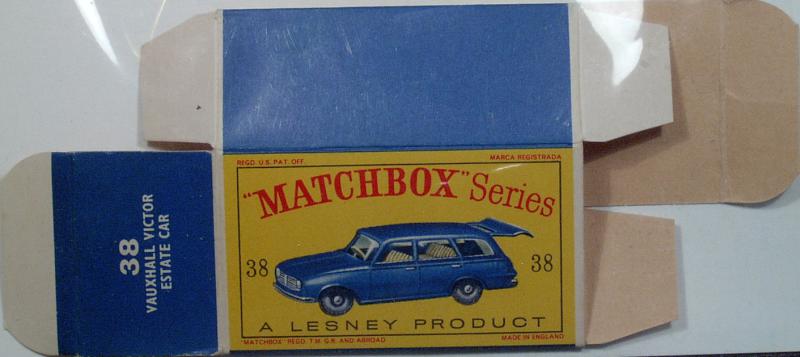 38
VAUXHALL VICTOR
ESTATE CAR
REGD. U.S. PAT. OFF. MARCA REGISTRADA
"MATCHBOX" Series
38 38
A LESNEY PRODUCT
"MATCHBOX" REGD. T.M. G.B. AND ABROAD MADE IN ENGLAND